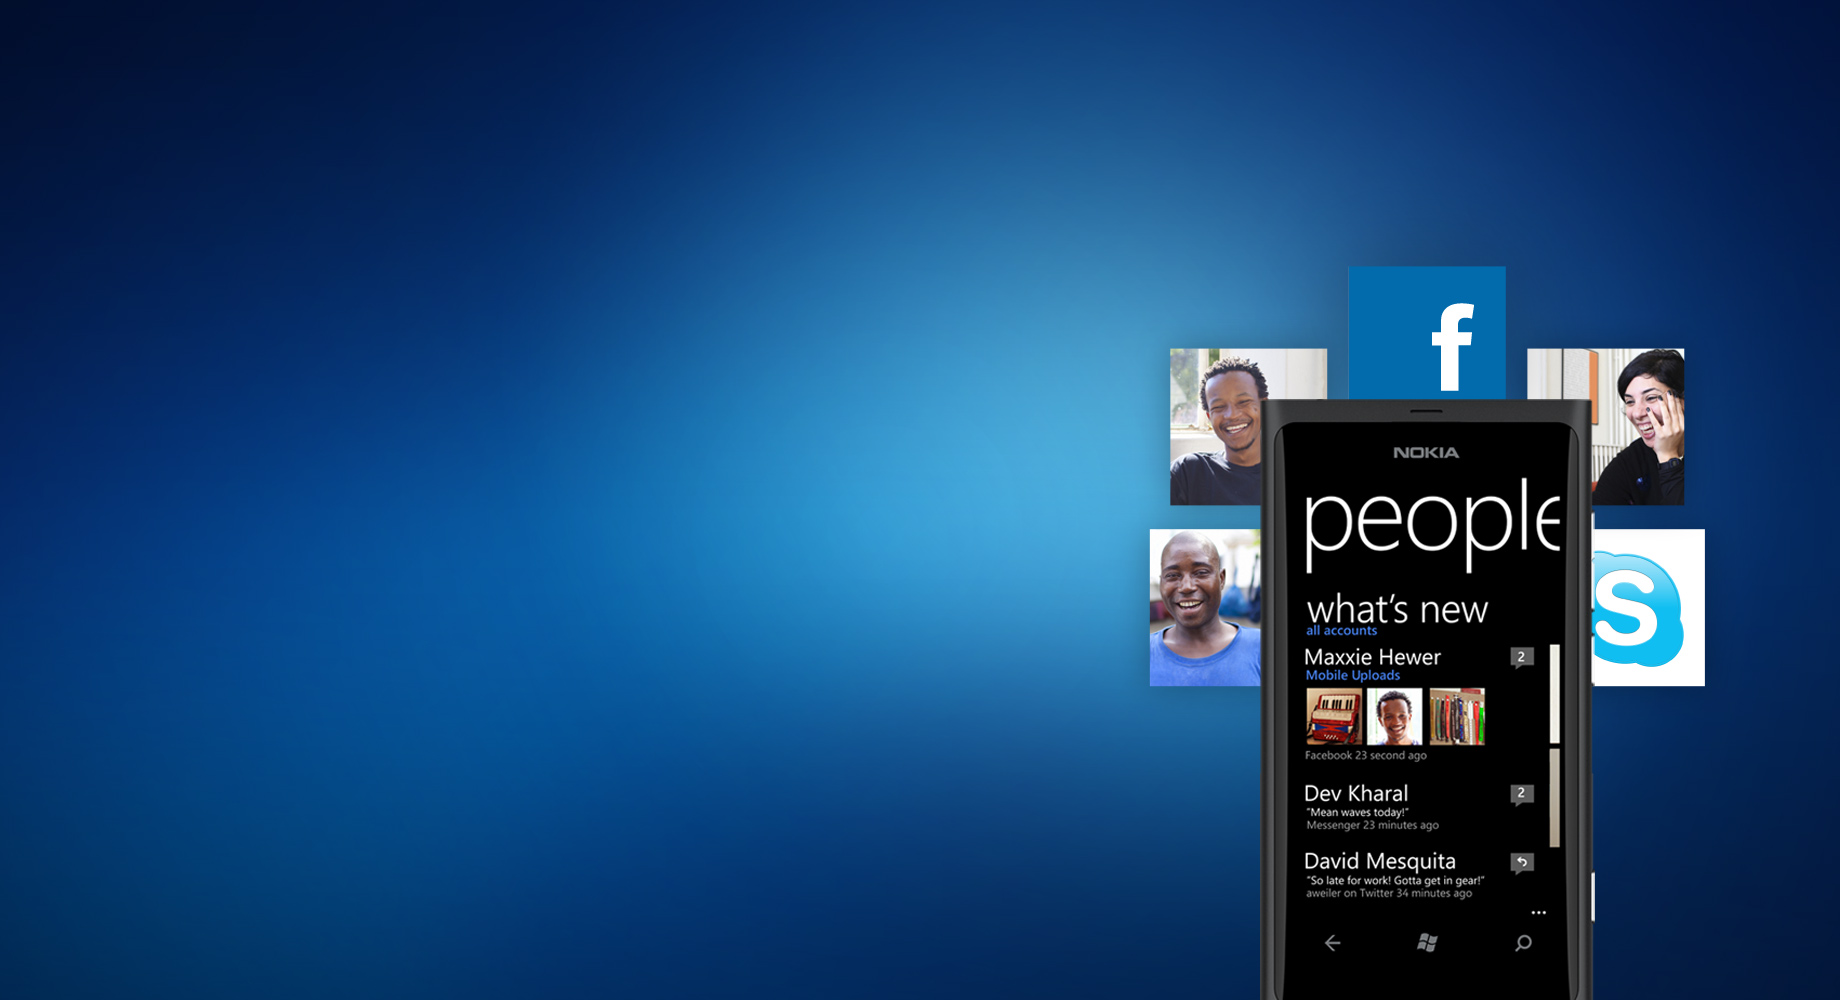 f
NOKIA
people
S
what's new
all accounts
Maxxie Hewer
2
Mobile Uploads
Facebook 23 second ago
Dev Kharal
2
"Mean waves today!"
Messenger 23 minutes ago
David Mesquita
"So late for work! Gotta get in gear!"
aweiler on Twitter 34 minutes ago